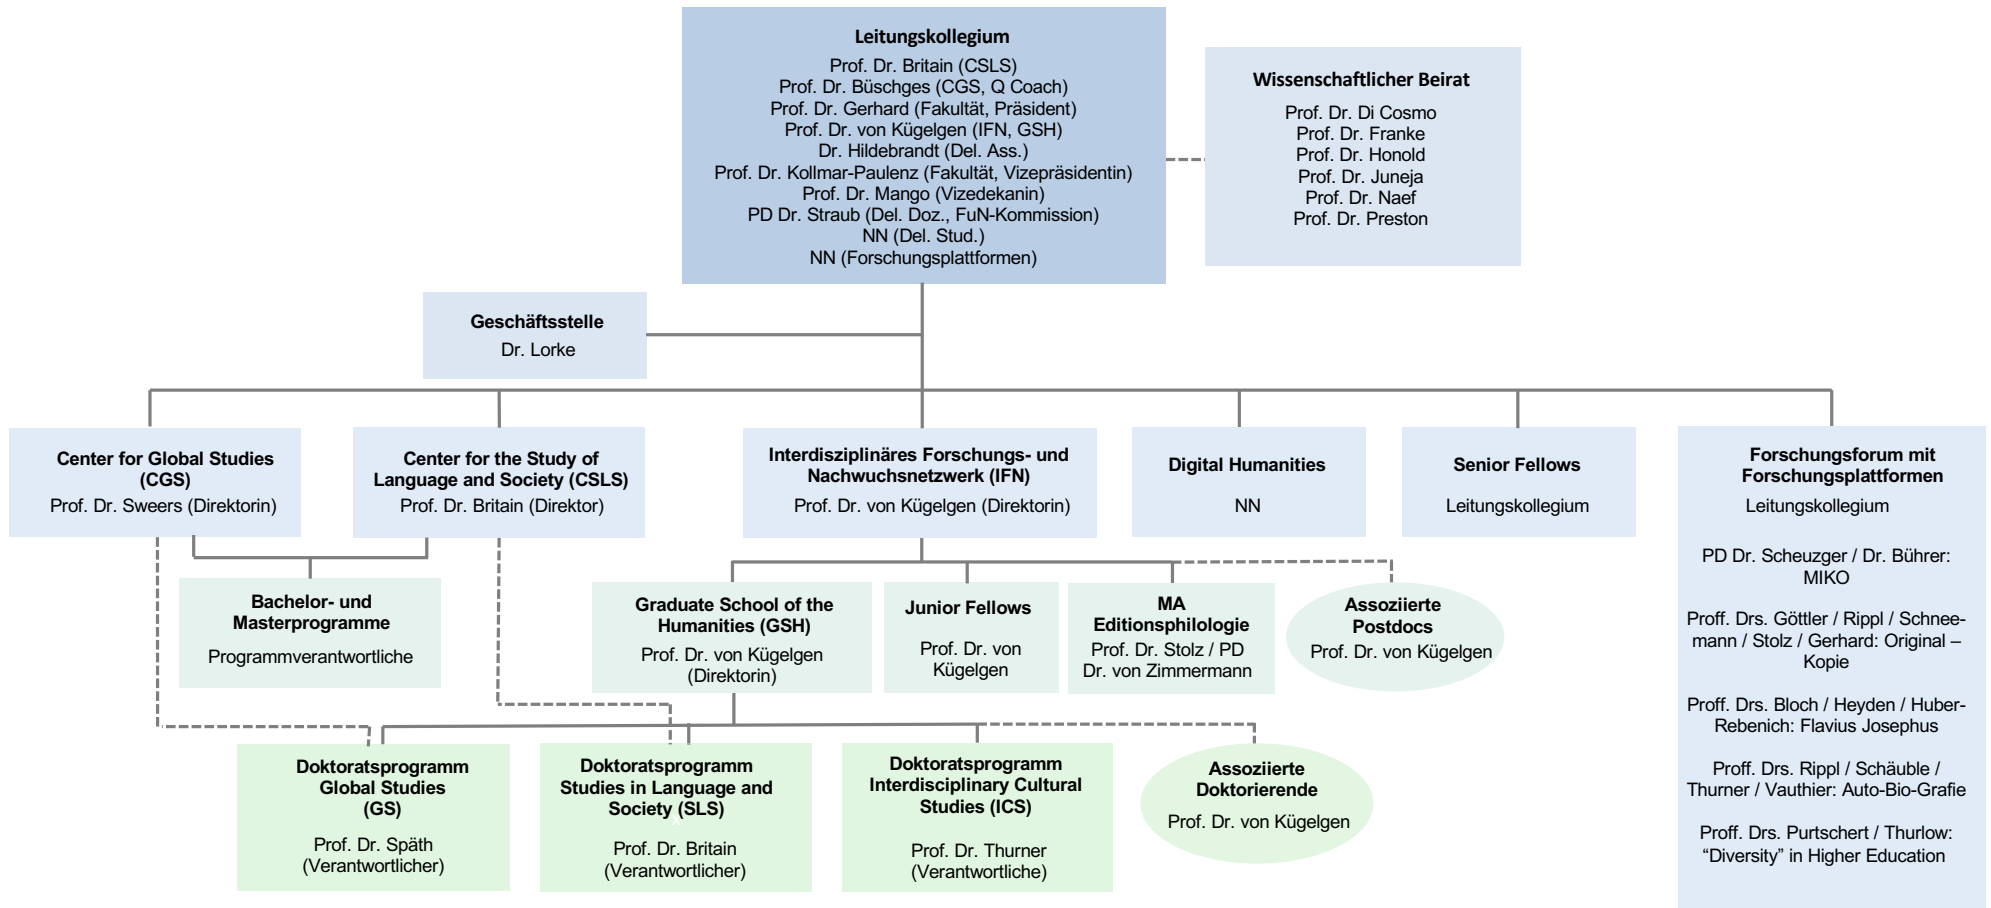 Leitungskollegium
Prof. Dr. Britain (CSLS)
Prof. Dr. Büschges (CGS, Q Coach)
Prof. Dr. Gerhard (Fakultät, Präsident)
Prof. Dr. von Kügelgen (IFN, GSH)
Dr. Hildebrandt (Del. Ass.)
Prof. Dr. Kollmar-Paulenz (Fakultät, Vizepräsidentin)
Prof. Dr. Mango (Vizedekanin)
PD Dr. Straub (Del. Doz., FuN-Kommission)
NN (Del. Stud.)
NN (Forschungsplattformen)
Wissenschaftlicher Beirat
Prof. Dr. Di Cosmo
Prof. Dr. Franke
Prof. Dr. Honold
Prof. Dr. Juneja
Prof. Dr. Naef
Prof. Dr. Preston
Geschäftsstelle
Dr. Lorke
Center for Global Studies
(CGS)
Prof. Dr. Sweers (Direktorin)
Center for the Study of
Language and Society (CSLS)
Prof. Dr. Britain (Direktor)
Interdisziplinäres Forschungs- und
Nachwuchsnetzwerk (IFN)
Prof. Dr. von Kügelgen (Direktorin)
Digital Humanities
NN
Senior Fellows
Leitungskollegium
Forschungsforum mit
Forschungsplattformen
Leitungskollegium
PD Dr. Scheuzger / Dr. Bührer:
MIKO
Proff. Drs. Göttler / Rippl / Schnee-
mann / Stolz / Gerhard: Original –
Kopie
Proff. Drs. Bloch / Heyden / Huber-
Rebenich: Flavius Josephus
Proff. Drs. Rippl / Schäuble /
Thurner / Vauthier: Auto-Bio-Grafie
Proff. Drs. Purtschert / Thurlow:
“Diversity” in Higher Education
Bachelor- und
Masterprogramme
Programmverantwortliche
Graduate School of the
Humanities (GSH)
Prof. Dr. von Kügelgen
(Direktorin)
Junior Fellows
Prof. Dr. von
Kügelgen
MA
Editionsphilologie
Prof. Dr. Stolz / PD
Dr. von Zimmermann
Assoziierte
Postdocs
Prof. Dr. von Kügelgen
Doktoratsprogramm
Global Studies
(GS)
Prof. Dr. Späth
(Verantwortlicher)
Doktoratsprogramm
Studies in Language and
Society (SLS)
Prof. Dr. Britain
(Verantwortlicher)
Doktoratsprogramm
Interdisciplinary Cultural
Studies (ICS)
Prof. Dr. Thurner
(Verantwortliche)
Assoziierte
Doktorierende
Prof. Dr. von Kügelgen